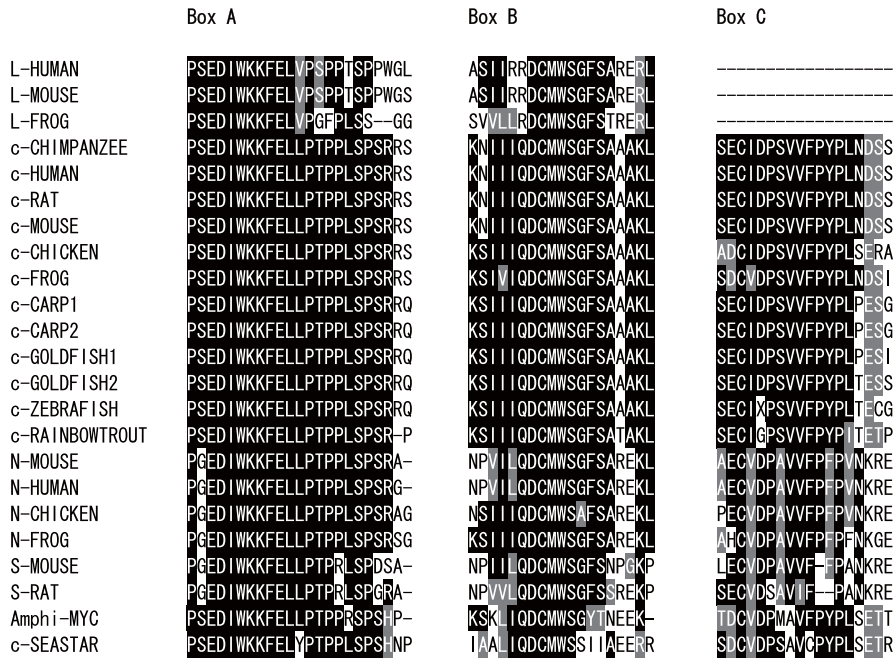 Box A Box B Box C
L-HUMAN PSEDIWKKFELVPSPPTSPPWGL ASIIRRDCMWSGFSARERL -------------------
L-MOUSE PSEDIWKKFELVPSPPTSPPWGS ASIIRRDCMWSGFSARERL -------------------
L-FROG PSEDIWKKFELVPGFPLSS--GG SVVLLRDCMWSGFSTRERL -------------------
c-CHIMPANZEE PSEDIWKKFELLPTPPLSPSRRS KNIIIQDCMWSGFSAAAKL SECIDPSVVFPYPLNDSS
c-HUMAN PSEDIWKKFELLPTPPLSPSRRS KNIIIQDCMWSGFSAAAKL SECIDPSVVFPYPLNDSS
c-RAT PSEDIWKKFELLPTPPLSPSRRS KNIIIQDCMWSGFSAAAKL SECIDPSVVFPYPLNDSS
c-MOUSE PSEDIWKKFELLPTPPLSPSRRS KNIIIQDCMWSGFSAAAKL SECIDPSVVFPYPLNDSS
c-CHICKEN PSEDIWKKFELLPTPPLSPSRRS KSIIIQDCMWSGFSAAAKL ADCIDPSVVFPYPLSERA
c-FROG PSEDIWKKFELLPTPPLSPSRRS KSIVIQDCMWSGFSAAAKL SDCVDPSVVFPYPLNDSI
c-CARP1 PSEDIWKKFELLPTPPLSPSRRQ KSIIIQDCMWSGFSAAAKL SECIDPSVVFPYPLPESG
c-CARP2 PSEDIWKKFELLPTPPLSPSRRQ KSIIIQDCMWSGFSAAAKL SECIDPSVVFPYPLPESG
c-GOLDFISH1 PSEDIWKKFELLPTPPLSPSRRQ KSIIIQDCMWSGFSAAAKL SECIDPSVVFPYPLPESI
c-GOLDFISH2 PSEDIWKKFELLPTPPLSPSRRQ KSIIIQDCMWSGFSAAAKL SECIDPSVVFPYPLTESS
c-ZEBRAFISH PSEDIWKKFELLPTPPLSPSRRQ KSIIIQDCMWSGFSAAAKL SECIXPSVVFPYPLTECG
c-RAINBOWTROUT PSEDIWKKFELLPTPPLSPSR-P KSIIIQDCMWSGFSATAKL SECIGPSVVFPYPITETP
N-MOUSE PGEDIWKKFELLPTPPLSPSRA- NPVILQDCMWSGFSAREKL AECVDPAVVFPFPVNKRE
N-HUMAN PGEDIWKKFELLPTPPLSPSRG- NPVILQDCMWSGFSAREKL AECVDPAVVFPFPVNKRE
N-CHICKEN PGEDIWKKFELLPTPPLSPSRAG NSIIIQDCMWSAFSAREKL PECVDPAVVFPFPVNKRE
N-FROG PGEDIWKKFELLPTPPLSPSRSG KSIIIQDCMWSGFSAREKL AHCVDPAVVFPFPFNKGE
S-MOUSE PGEDIWKKFELLPTPRLSPDSA- NPIILQDCMWSGFSNPGKP LECVDPAVVF-FPANKRE
S-RAT PGEDIWKKFELLPTPRLSPGRA- NPVVLQDCMWSGFSSREKP SECVDSAVIF--PANKRE
Amphi-MYC PSEDIWKKFELLPTPPRSPSHP- KSKLIQDCMWSGYTNEEK- TDCVDPMAVFPYPLSETT
c-SEASTAR PSEDIWKKFELYPTPPLSPSHNP IAALIQDCMWSSIIAEERR SDCVDPSAVCPYPLSETR